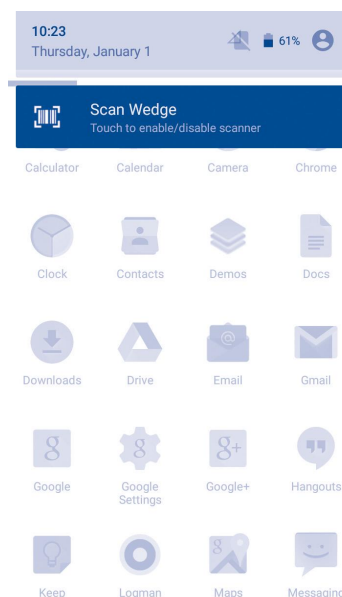 10:23
Thursday, January 1
61%
Scan Wedge
Touch to enable/disable scanner
Calculator
Calendar
Camera
Chrome
Clock
Contacts
Demos
Docs
Downloads
Drive
Email
Gmail
Google
Google
Settings
Google+
Hangouts
Keep
Logman
Maps
Messaging